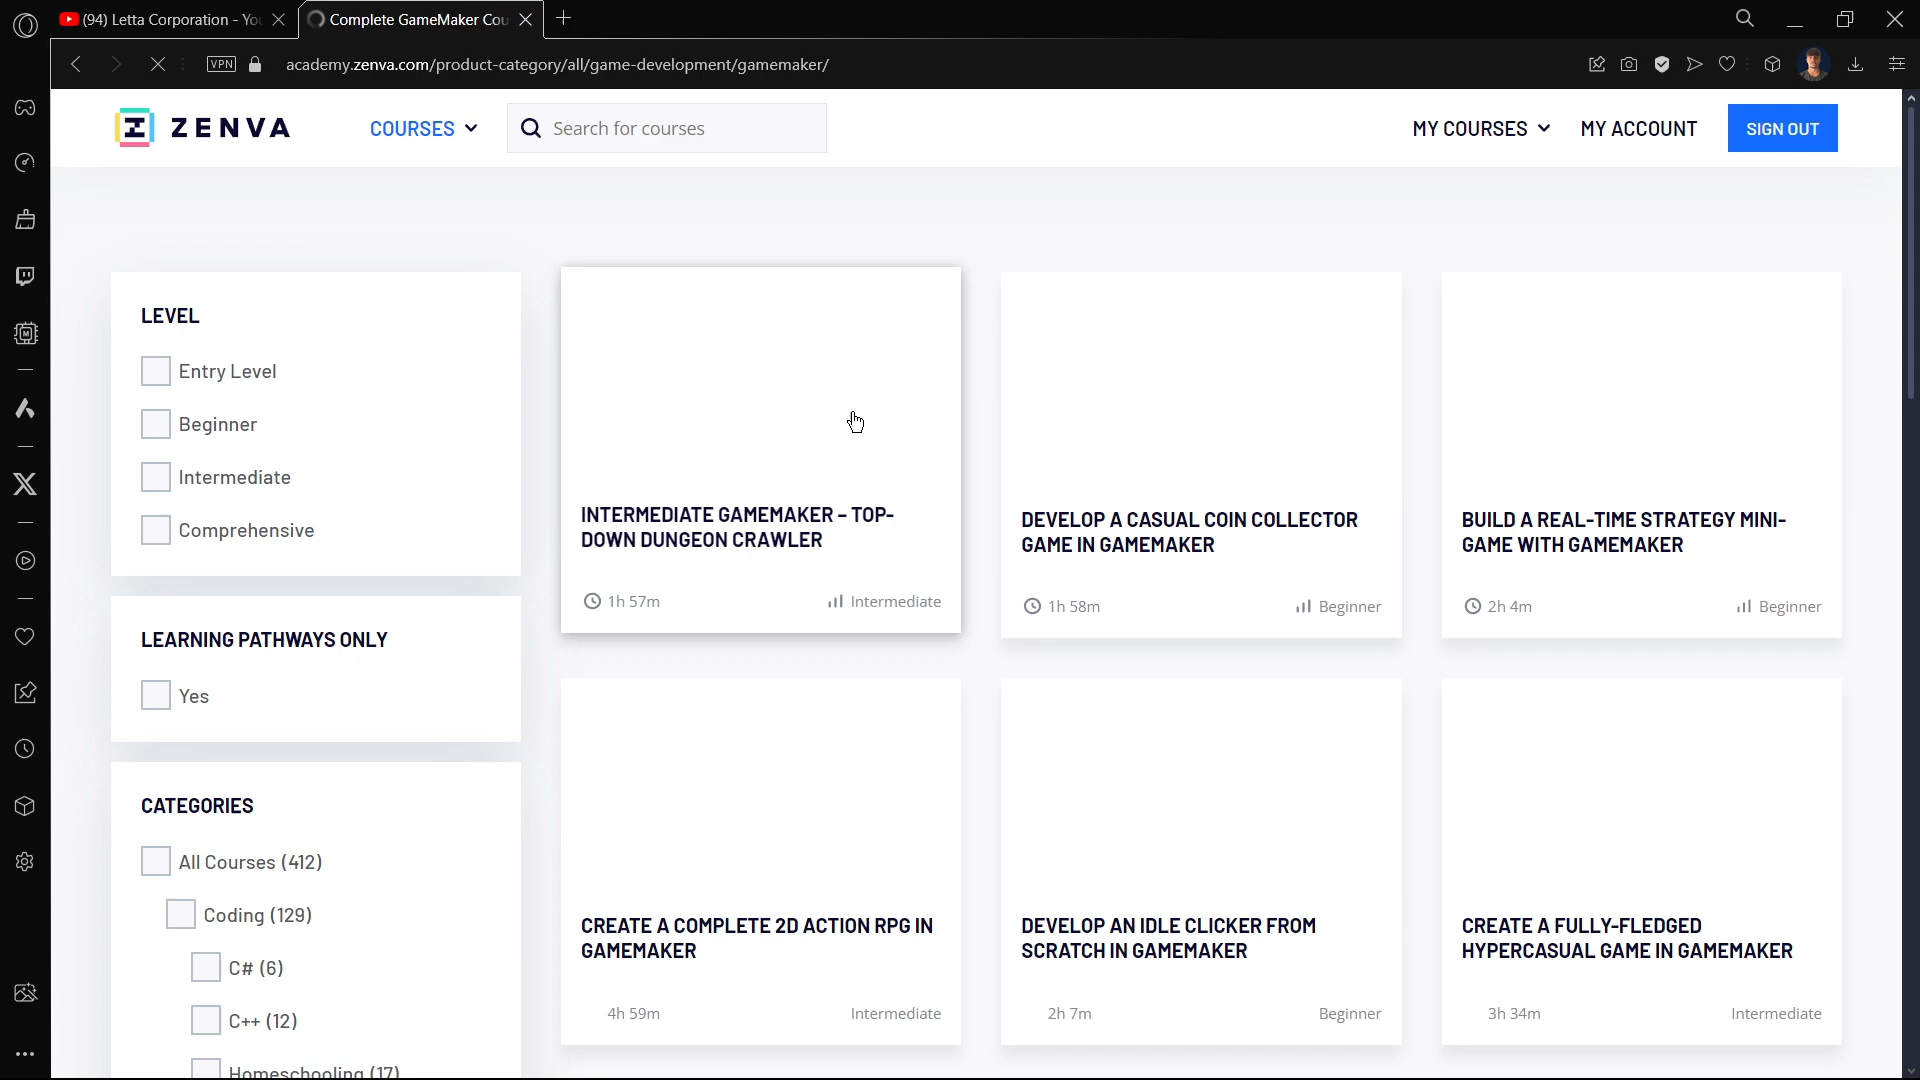 (94) Letta Corporation - Yo
Complete GameMaker Cou
VPN
academy.zenva.com/product-category/all/game-development/gamemaker/
ZENVA
COURSES
Search for courses
MY COURSES
MY ACCOUNT
SIGN OUT
LEVEL
Entry Level
Beginner
Intermediate
Comprehensive
LEARNING PATHWAYS ONLY
Yes
CATEGORIES
All Courses (412)
Coding (129)
C# (6)
C++ (12)
Homeschooling (17)
INTERMEDIATE GAMEMAKER – TOP-
DOWN DUNGEON CRAWLER
1h 57m
Intermediate
DEVELOP A CASUAL COIN COLLECTOR
GAME IN GAMEMAKER
1h 58m
Beginner
BUILD A REAL-TIME STRATEGY MINI-
GAME WITH GAMEMAKER
2h 4m
Beginner
CREATE A COMPLETE 2D ACTION RPG IN
GAMEMAKER
4h 59m
Intermediate
DEVELOP AN IDLE CLICKER FROM
SCRATCH IN GAMEMAKER
2h 7m
Beginner
CREATE A FULLY-FLEDGED
HYPERCASUAL GAME IN GAMEMAKER
3h 34m
Intermediate